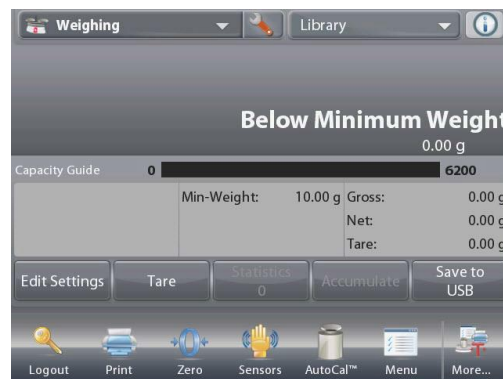 Weighing Library
Below Minimum Weight
0.00 g
Capacity Guide 0 6200
Min-Weight: 10.00 g Gross: 0.00 g
Net: 0.00 g
Tare: 0.00 g
Edit Settings Tare Statistics 0 Accumulate Save to USB
Logout Print Zero Sensors AutoCal™ Menu More...